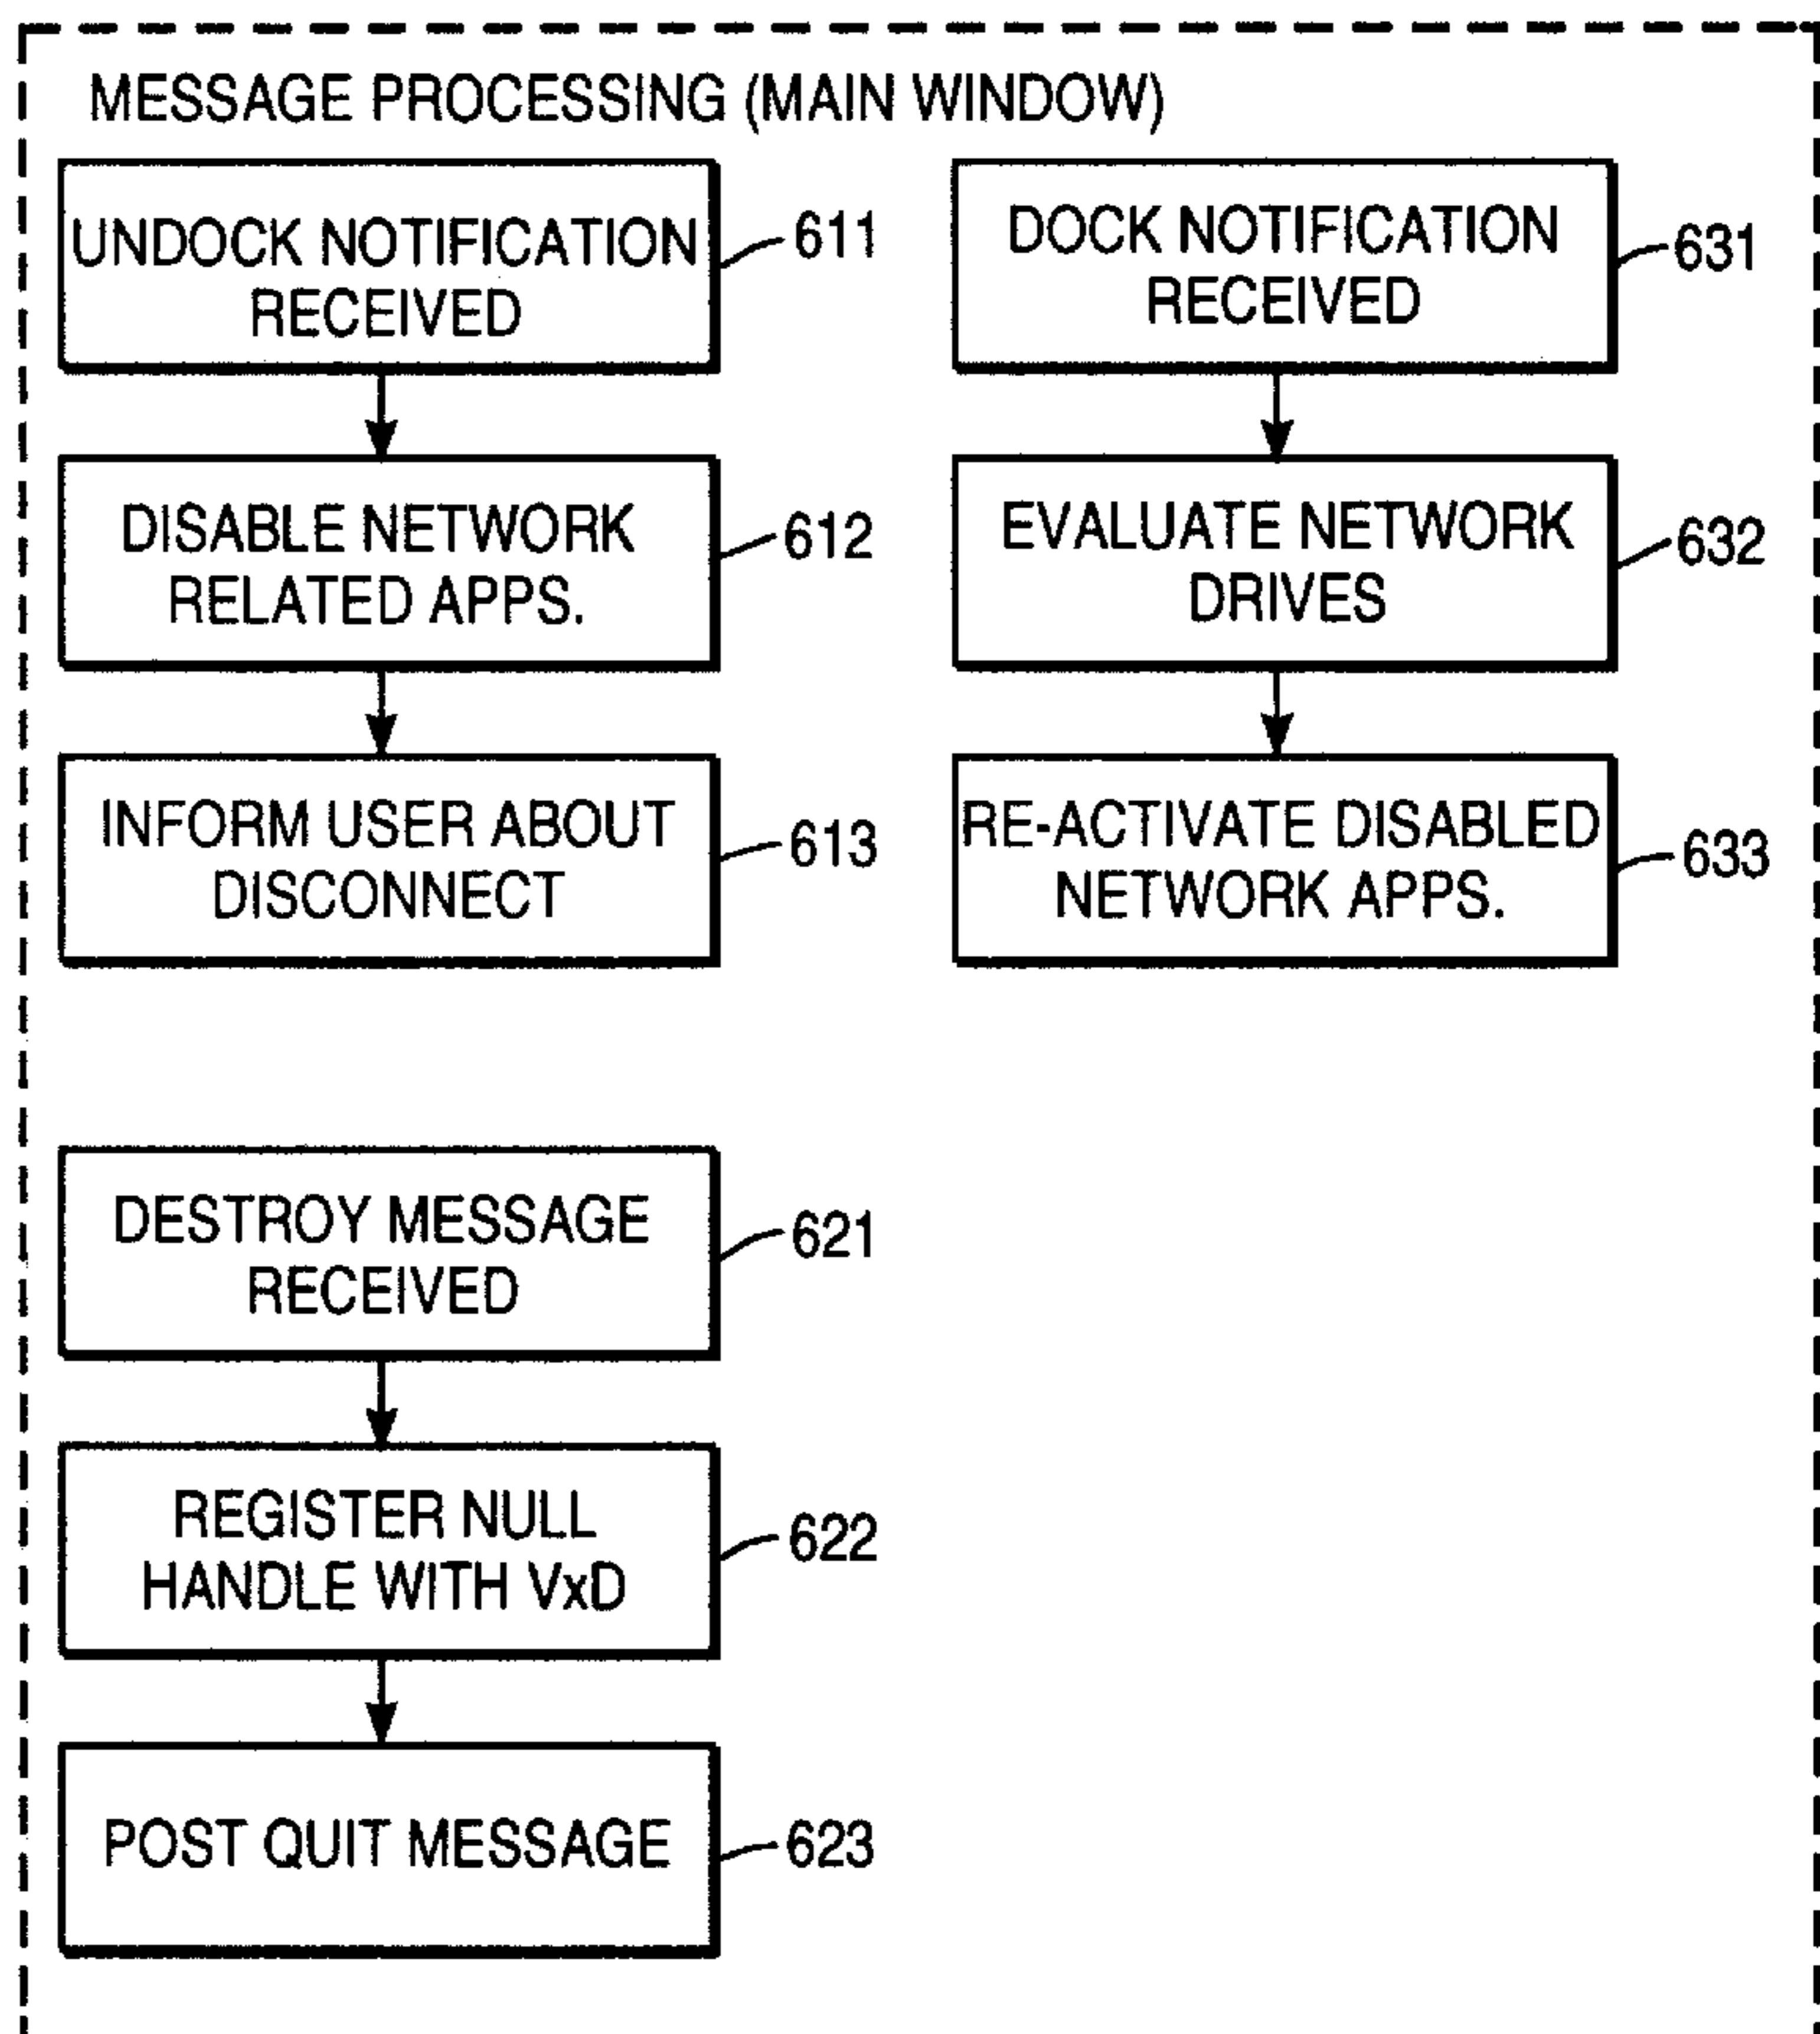 MESSAGE PROCESSING (MAIN WINDOW)
UNDOCK NOTIFICATION
RECEIVED
611
DISABLE NETWORK
RELATED APPS.
612
INFORM USER ABOUT
DISCONNECT
613
DOCK NOTIFICATION
RECEIVED
631
EVALUATE NETWORK
DRIVES
632
RE-ACTIVATE DISABLED
NETWORK APPS.
633
DESTROY MESSAGE
RECEIVED
621
REGISTER NULL
HANDLE WITH VxD
622
POST QUIT MESSAGE
623